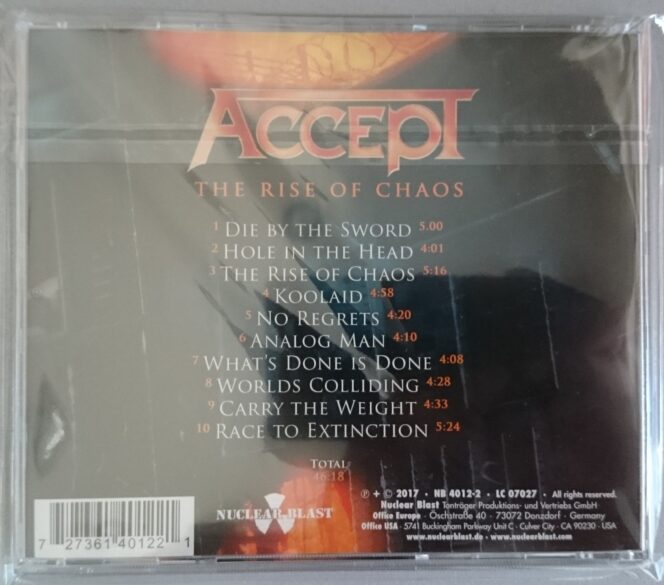 ACCEPT
THE RISE OF CHAOS
1 DIE BY THE SWORD 5.00
2 HOLE IN THE HEAD 4:01
3 THE RISE OF CHAOS 5:16
4 KOOLAID 4:58
5 NO REGRETS 4:20
6 ANALOG MAN 4:10
7 WHAT'S DONE IS DONE 4:08
8 WORLDS COLLIDING 4:28
9 CARRY THE WEIGHT 4:33
10 RACE TO EXTINCTION 5:24
TOTAL
46:18
NUCLEAR BLAST
℗ + © 2017 • NB 4012-2 • LC 07027 • All rights reserved.
Nuclear Blast Tonträger Produktions- und Vertriebs GmbH
Office Europe - Oschstraße 40 - 73072 Donzdorf - Germany
Office USA - 5741 Buckingham Parkway Unit C - Culver City - CA 90230 - USA
www.nuclearblast.de • www.nuclearblast.com
7 27361 40122 1